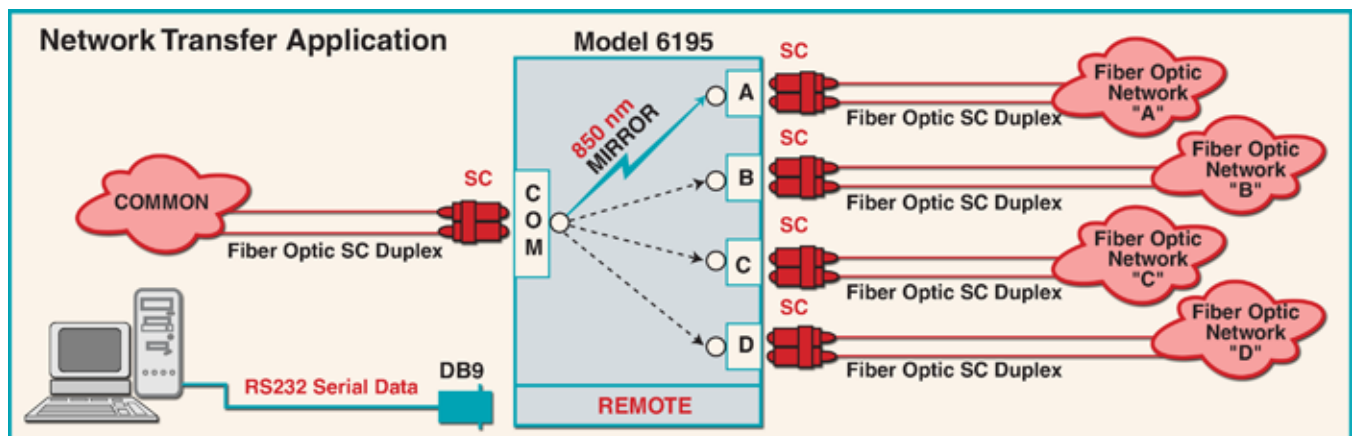 Network Transfer Application
Model 6195
COMMON
SC
Fiber Optic SC Duplex
COM
850 nm
MIRROR
A
SC
Fiber Optic SC Duplex
Fiber Optic
Network
"A"
B
SC
Fiber Optic SC Duplex
Fiber Optic
Network
"B"
C
SC
Fiber Optic SC Duplex
Fiber Optic
Network
"C"
D
SC
Fiber Optic SC Duplex
Fiber Optic
Network
"D"
RS232 Serial Data
DB9
REMOTE